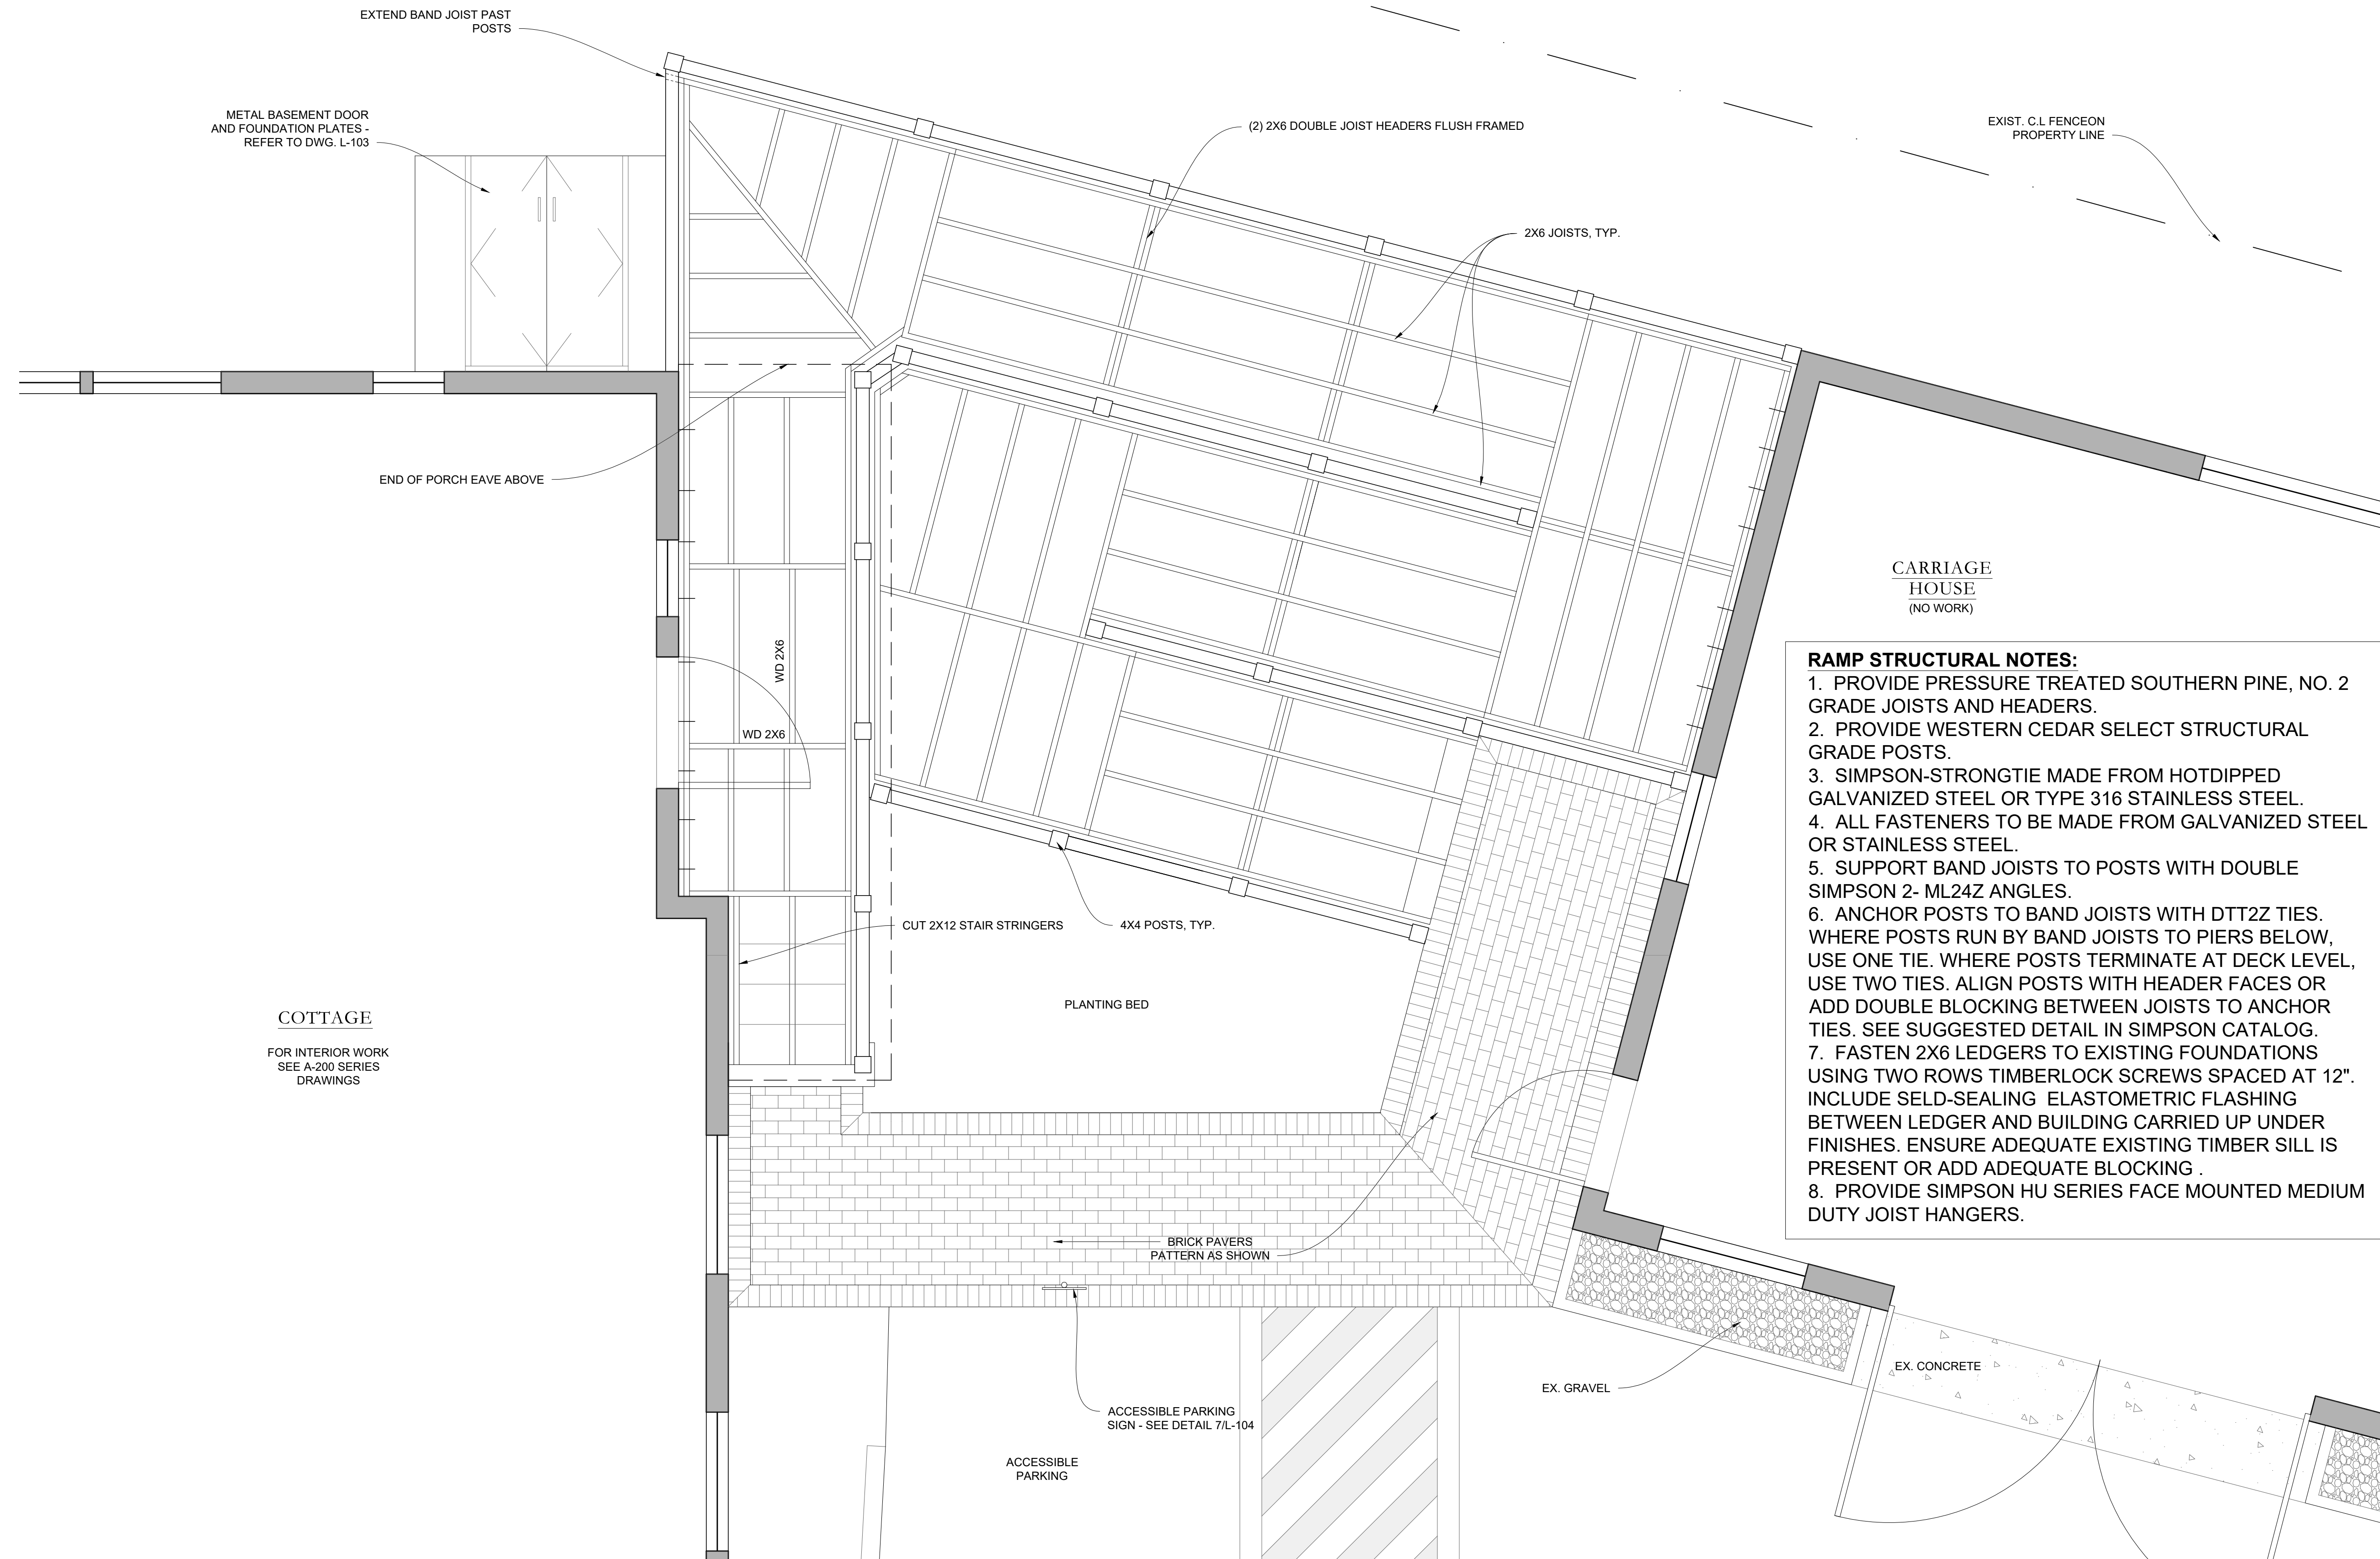 EXTEND BAND JOIST PAST
POSTS
METAL BASEMENT DOOR
AND FOUNDATION PLATES -
REFER TO DWG. L-103
(2) 2X6 DOUBLE JOIST HEADERS FLUSH FRAMED
EXIST. C.L FENCEON
PROPERTY LINE
2X6 JOISTS, TYP.
END OF PORCH EAVE ABOVE
CARRIAGE
HOUSE
(NO WORK)
WD 2X6
WD 2X6
RAMP STRUCTURAL NOTES:
1. PROVIDE PRESSURE TREATED SOUTHERN PINE, NO. 2
GRADE JOISTS AND HEADERS.
2. PROVIDE WESTERN CEDAR SELECT STRUCTURAL
GRADE POSTS.
3. SIMPSON-STRONGTIE MADE FROM HOTDIPPED
GALVANIZED STEEL OR TYPE 316 STAINLESS STEEL.
4. ALL FASTENERS TO BE MADE FROM GALVANIZED STEEL
OR STAINLESS STEEL.
5. SUPPORT BAND JOISTS TO POSTS WITH DOUBLE
SIMPSON 2- ML24Z ANGLES.
6. ANCHOR POSTS TO BAND JOISTS WITH DTT2Z TIES.
WHERE POSTS RUN BY BAND JOISTS TO PIERS BELOW,
USE ONE TIE. WHERE POSTS TERMINATE AT DECK LEVEL,
USE TWO TIES. ALIGN POSTS WITH HEADER FACES OR
ADD DOUBLE BLOCKING BETWEEN JOISTS TO ANCHOR
TIES. SEE SUGGESTED DETAIL IN SIMPSON CATALOG.
7. FASTEN 2X6 LEDGERS TO EXISTING FOUNDATIONS
USING TWO ROWS TIMBERLOCK SCREWS SPACED AT 12".
INCLUDE SELD-SEALING ELASTOMETRIC FLASHING
BETWEEN LEDGER AND BUILDING CARRIED UP UNDER
FINISHES. ENSURE ADEQUATE EXISTING TIMBER SILL IS
PRESENT OR ADD ADEQUATE BLOCKING .
8. PROVIDE SIMPSON HU SERIES FACE MOUNTED MEDIUM
DUTY JOIST HANGERS.
CUT 2X12 STAIR STRINGERS
4X4 POSTS, TYP.
PLANTING BED
COTTAGE
FOR INTERIOR WORK
SEE A-200 SERIES
DRAWINGS
BRICK PAVERS
PATTERN AS SHOWN
EX. CONCRETE
EX. GRAVEL
ACCESSIBLE PARKING
SIGN - SEE DETAIL 7/L-104
ACCESSIBLE
PARKING